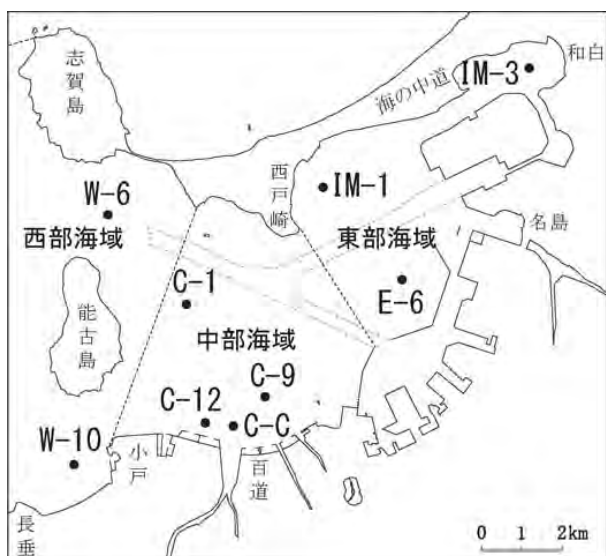 志賀島
和白
IM-3
海の中道
W-6
西戸崎
IM-1
西部海域
東部海域
名島
C-1
E-6
能古島
中部海域
C-9
C-12
C-C
W-10
小戸
百道
長垂
0 1 2km